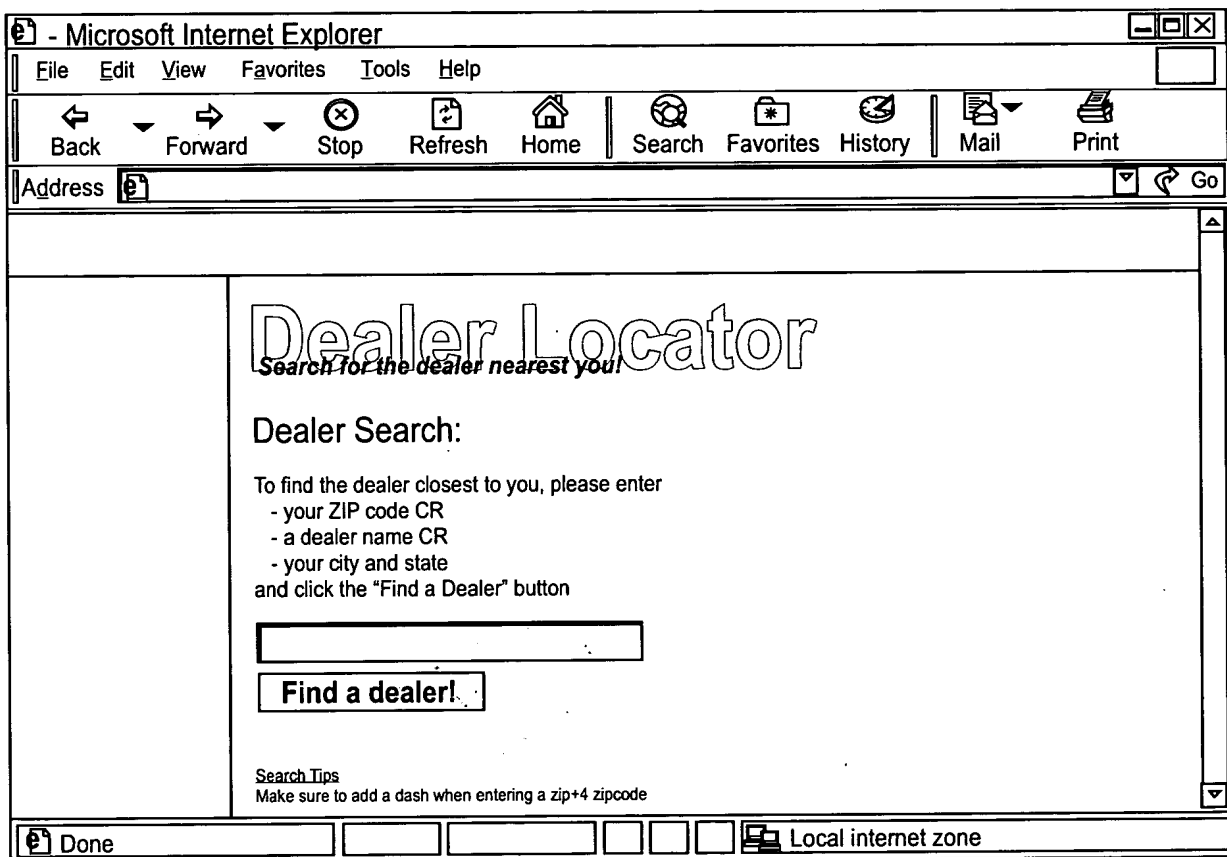 - Microsoft Internet Explorer
File Edit View Favorites Tools Help
Back Forward Stop Refresh Home Search Favorites History Mail Print
Address Go
Dealer Locator
Search for the dealer nearest you!
Dealer Search:
To find the dealer closest to you, please enter
- your ZIP code CR
- a dealer name CR
- your city and state
and click the “Find a Dealer” button
Find a dealer!
Search Tips
Make sure to add a dash when entering a zip+4 zipcode
Done Local internet zone